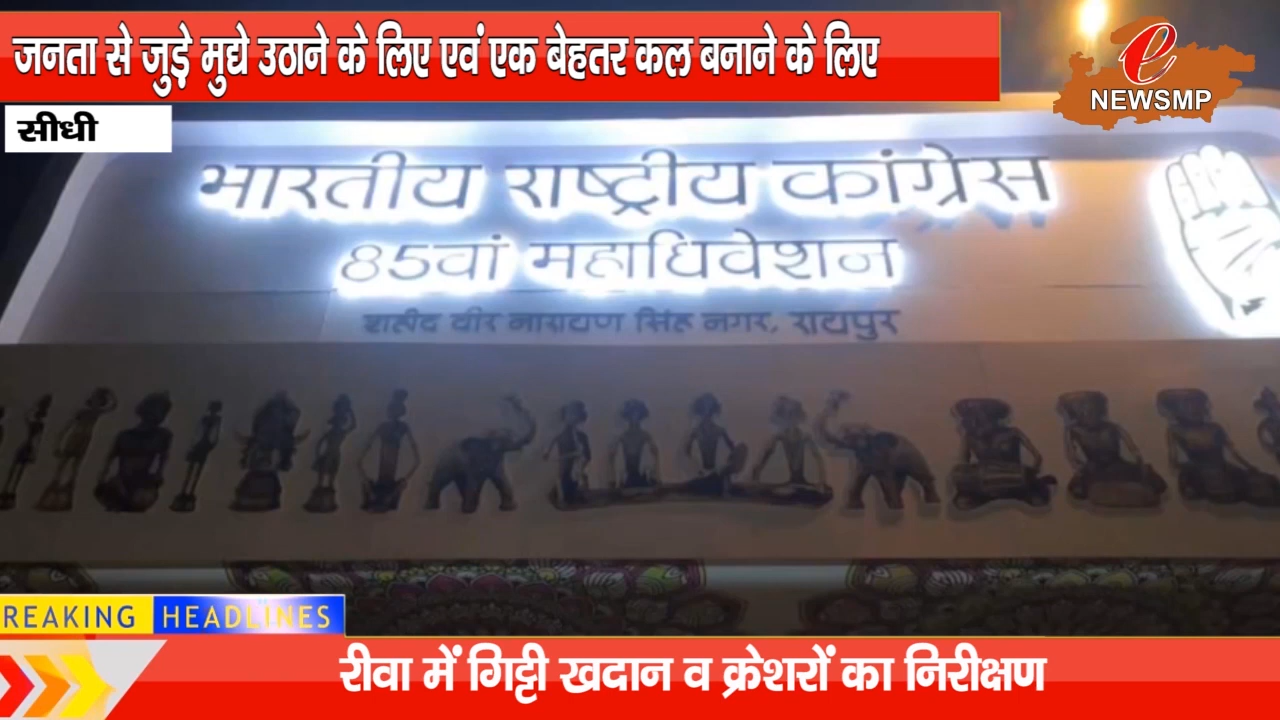 जनता से जुड़े मुद्ये उठाने के लिए एवं एक बेहतर कल बनाने के लिए
e
NEWSMP
सीधी
भारतीय राष्ट्रीय कांग्रेस
85वां महाधिवेशन
शहीद वीर नारायण सिंह नगर, रायपुर
REAKING HEADLINES
रीवा में गिट्टी खदान व क्रेशरों का निरीक्षण